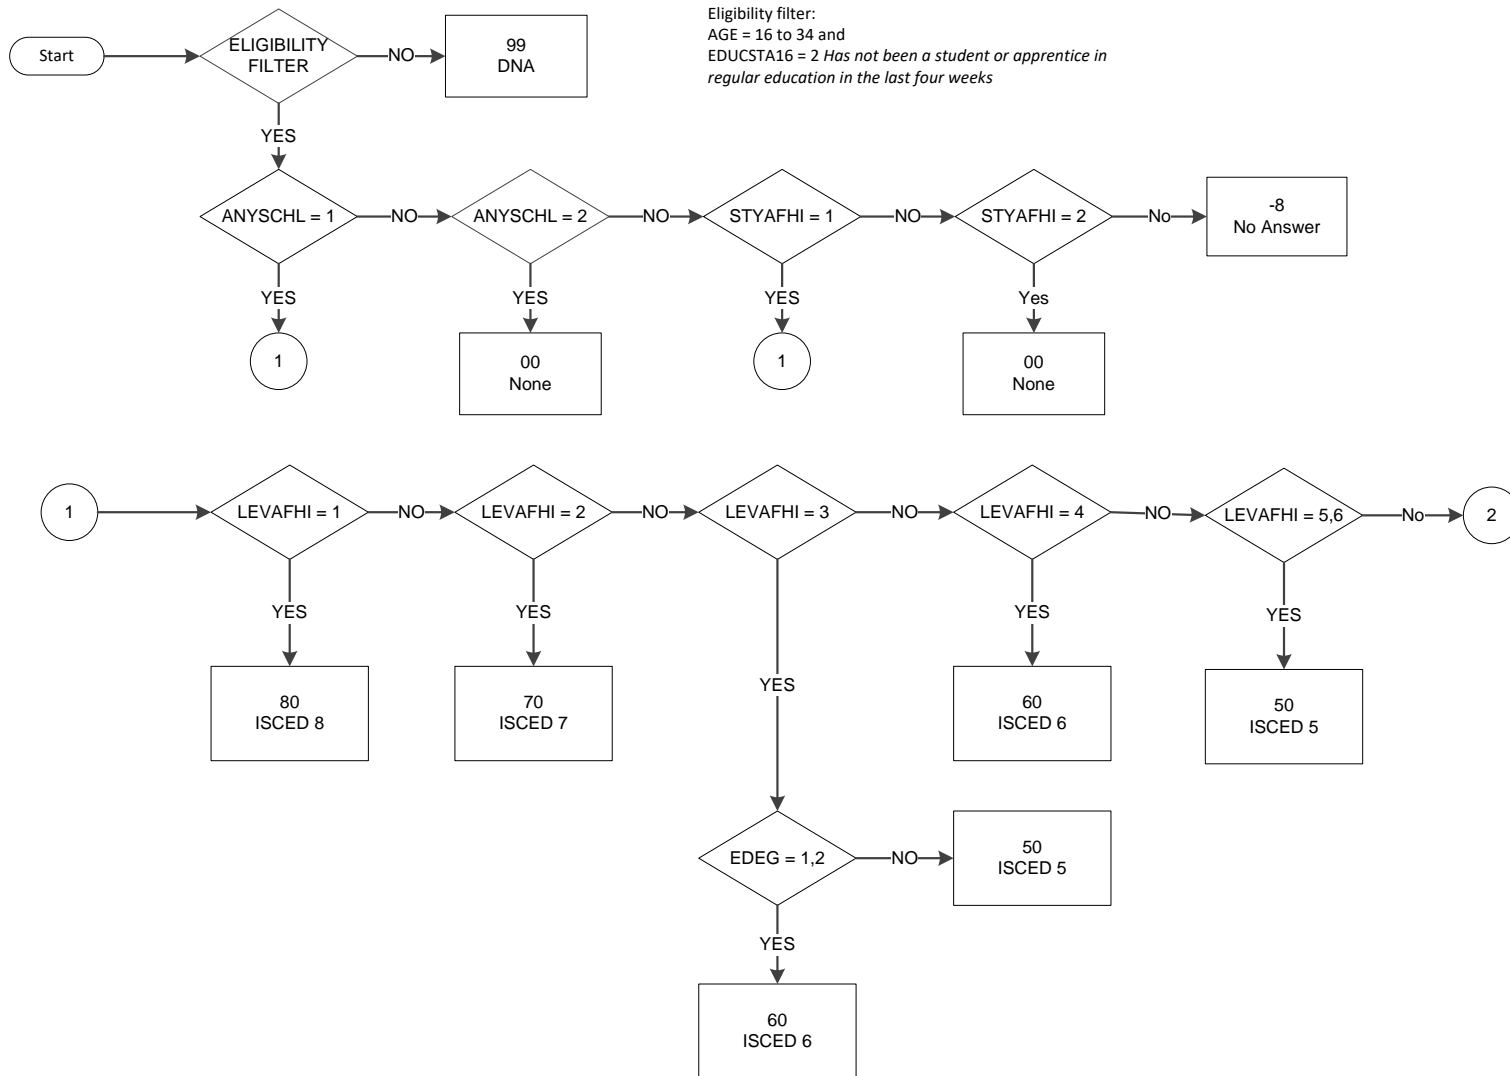 Eligibility filter:
AGE = 16 to 34 and
EDUCSTA16 = 2 Has not been a student or apprentice in
regular education in the last four weeks
Start
ELIGIBILITY
FILTER
NO
99
DNA
YES
ANYSCHL = 1
NO
ANYSCHL = 2
NO
STYAFHI = 1
NO
STYAFHI = 2
No
-8
No Answer
YES
YES
YES
Yes
1
00
None
1
00
None
1
LEVAFHI = 1
NO
LEVAFHI = 2
NO
LEVAFHI = 3
NO
LEVAFHI = 4
NO
LEVAFHI = 5,6
No
2
YES
YES
YES
YES
YES
80
ISCED 8
70
ISCED 7
60
ISCED 6
50
ISCED 5
EDEG = 1,2
NO
50
ISCED 5
YES
60
ISCED 6